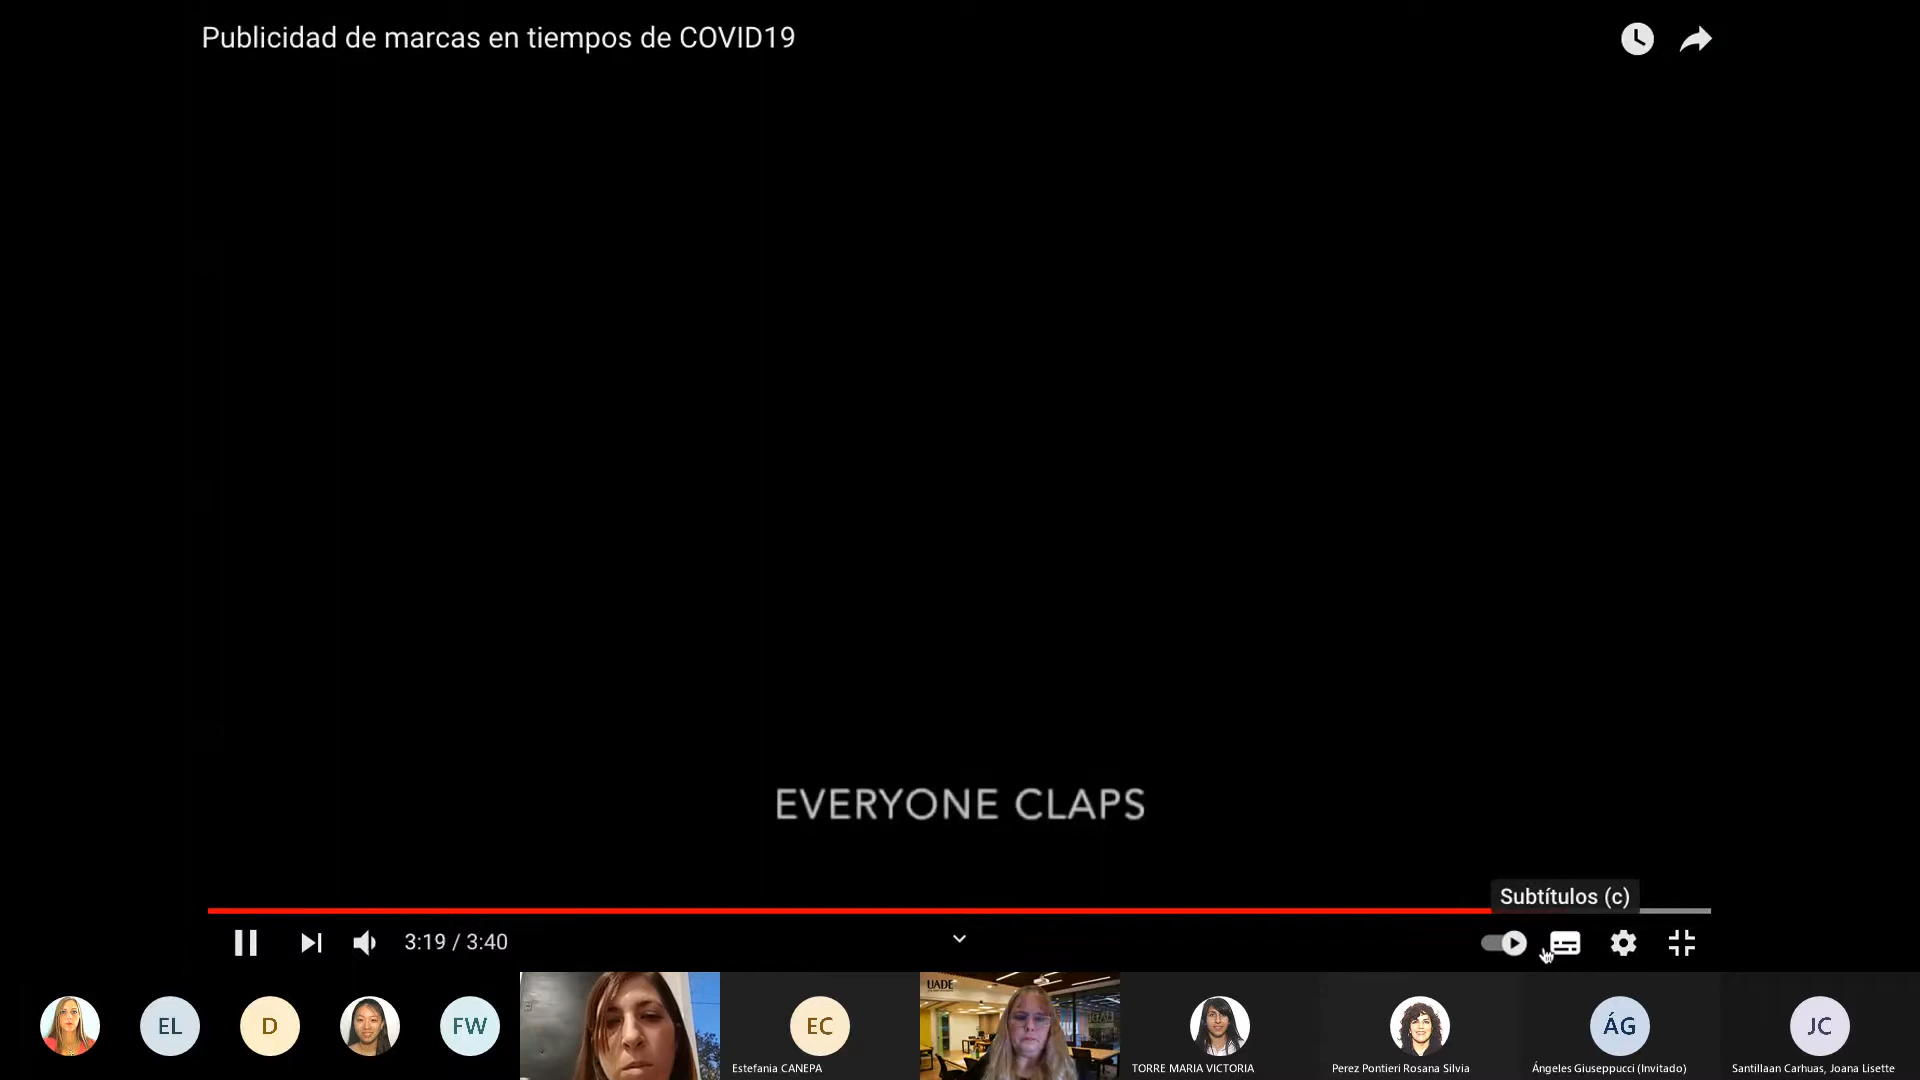 Publicidad de marcas en tiempos de COVID19
EVERYONE CLAPS
Subtítulos (c)
3:19 / 3:40
UADE
EL
D
FW
EC
ÁG
JC
Estefania CANEPA
TORRE MARIA VICTORIA
Perez Pontieri Rosana Silvia
Ángeles Giuseppucci (Invitado)
Santillaan Carhuas, Joana Lisette